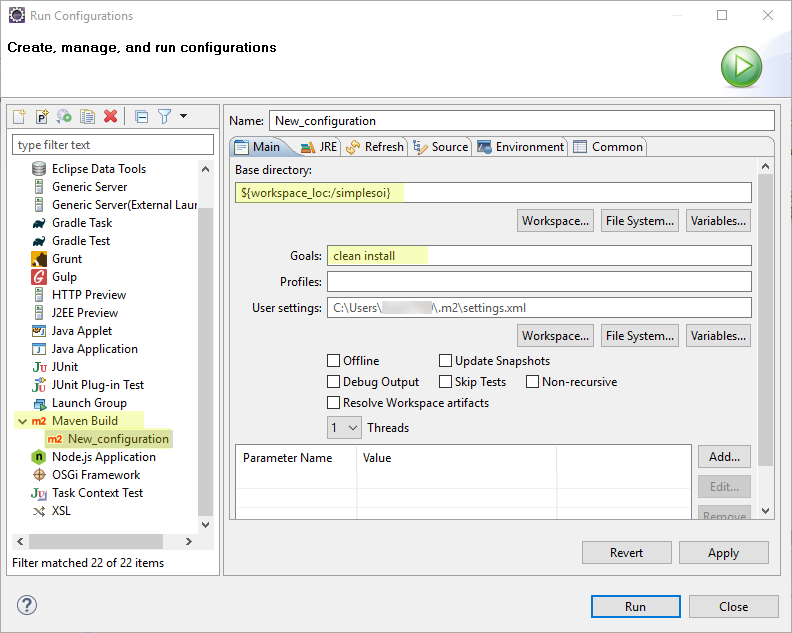 Run Configurations
Create, manage, and run configurations
type filter text
Eclipse Data Tools
Generic Server
Generic Server(External Laur
Gradle Task
Gradle Test
Grunt
Gulp
HTTP Preview
J2EE Preview
Java Applet
Java Application
JUnit
JUnit Plug-in Test
Launch Group
Maven Build
New_configuration
Node.js Application
OSGi Framework
Task Context Test
XSL
Filter matched 22 of 22 items
Name: New_configuration
Main JRE Refresh Source Environment Common
Base directory:
${workspace_loc:/simplesoi}
Workspace... File System... Variables...
Goals: clean install
Profiles:
User settings: C:\Users\ \.m2\settings.xml
Workspace... File System... Variables...
Offline Update Snapshots
Debug Output Skip Tests Non-recursive
Resolve Workspace artifacts
1 Threads
Parameter Name Value Add...
Edit...
Remove
Revert Apply
Run Close